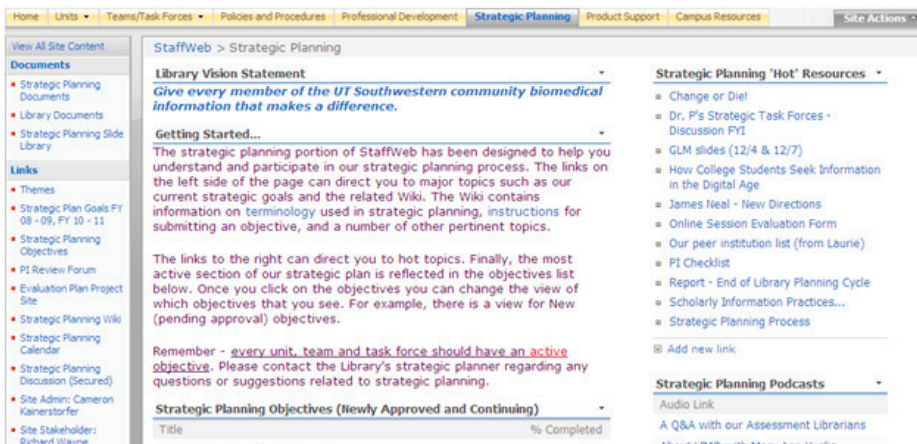 Home Units Teams/Task Forces Policies and Procedures Professional Development Strategic Planning Product Support Campus Resources Site Actions
View All Site Content
Documents
Strategic Planning
Documents
Library Documents
Strategic Planning Slide
Library
Links
Themes
Strategic Plan Goals FY
08 - 09, FY 10 - 11
Strategic Planning
Objectives
PI Review Forum
Evaluation Plan Project
Site
Strategic Planning Wiki
Strategic Planning
Calendar
Strategic Planning
Discussion (Secured)
Site Admin: Cameron
Kainerstorfer
Site Stakeholder:
Richard Wayne
StaffWeb > Strategic Planning
Library Vision Statement
Give every member of the UT Southwestern community biomedical
information that makes a difference.
Getting Started...
The strategic planning portion of StaffWeb has been designed to help you
understand and participate in our strategic planning process. The links on
the left side of the page can direct you to major topics such as our
current strategic goals and the related Wiki. The Wiki contains
information on terminology used in strategic planning, instructions for
submitting an objective, and a number of other pertinent topics.
The links to the right can direct you to hot topics. Finally, the most
active section of our strategic plan is reflected in the objectives list
below. Once you click on the objectives you can change the view of
which objectives that you see. For example, there is a view for New
(pending approval) objectives.
Remember - every unit, team and task force should have an active
objective. Please contact the Library's strategic planner regarding any
questions or suggestions related to strategic planning.
Strategic Planning Objectives (Newly Approved and Continuing)
Title % Completed
Strategic Planning 'Hot' Resources
Change or Die!
Dr. P's Strategic Task Forces -
Discussion FYI
GLM slides (12/4 & 12/7)
How College Students Seek Information
in the Digital Age
James Neal - New Directions
Online Session Evaluation Form
Our peer institution list (from Laurie)
PI Checklist
Report - End of Library Planning Cycle
Scholarly Information Practices...
Strategic Planning Process
Add new link
Strategic Planning Podcasts
Audio Link
A Q&A with our Assessment Librarians